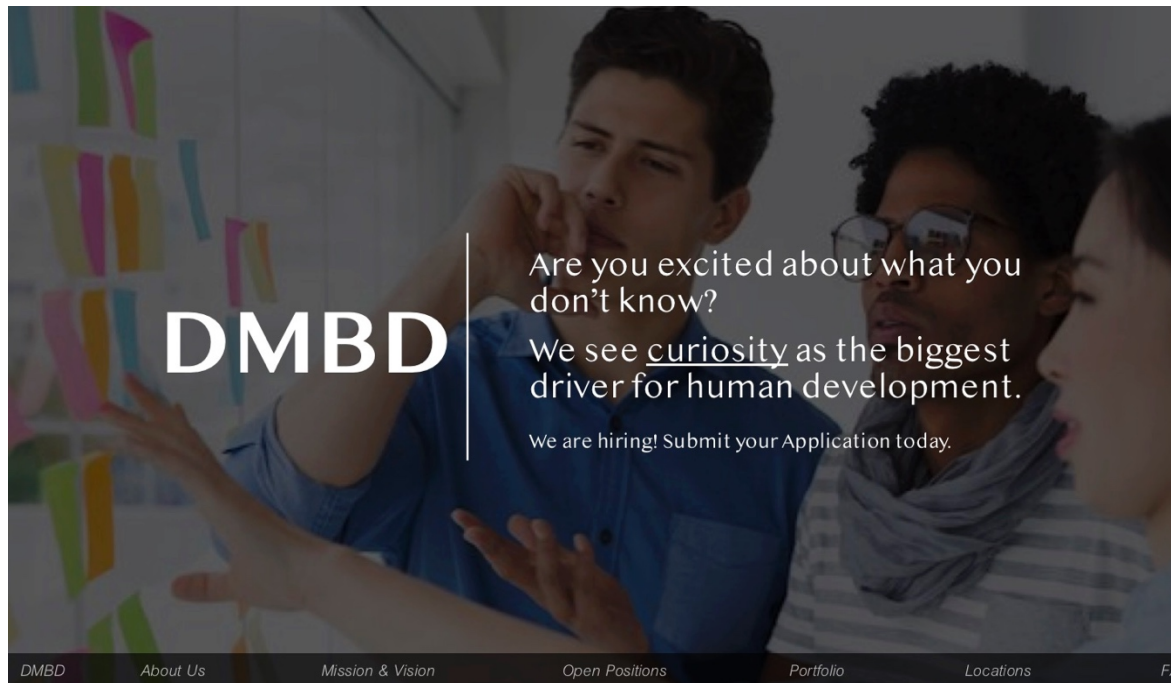 DMBD
Are you excited about what you
don't know?
We see curiosity as the biggest
driver for human development.
We are hiring! Submit your Application today.
DMBD
About Us
Mission & Vision
Open Positions
Portfolio
Locations
F